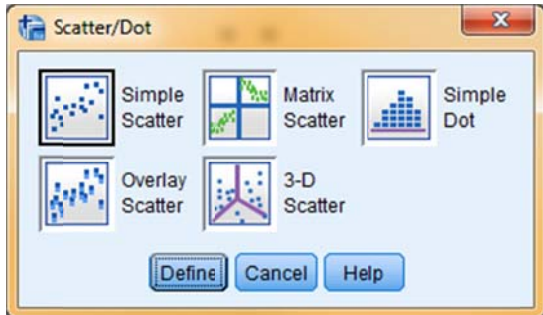 Scatter/Dot
Simple
Scatter
Matrix
Scatter
Simple
Dot
Overlay
Scatter
3-D
Scatter
Define
Cancel
Help